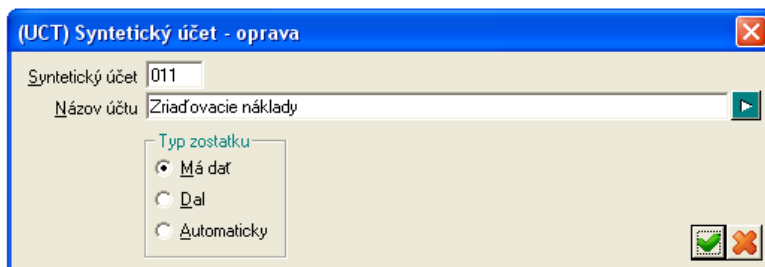 (UCT) Syntetický účet - oprava
Syntetický účet 011
Názov účtu Zriaďovacie náklady
Typ zostatku
Má dať
Dal
Automaticky